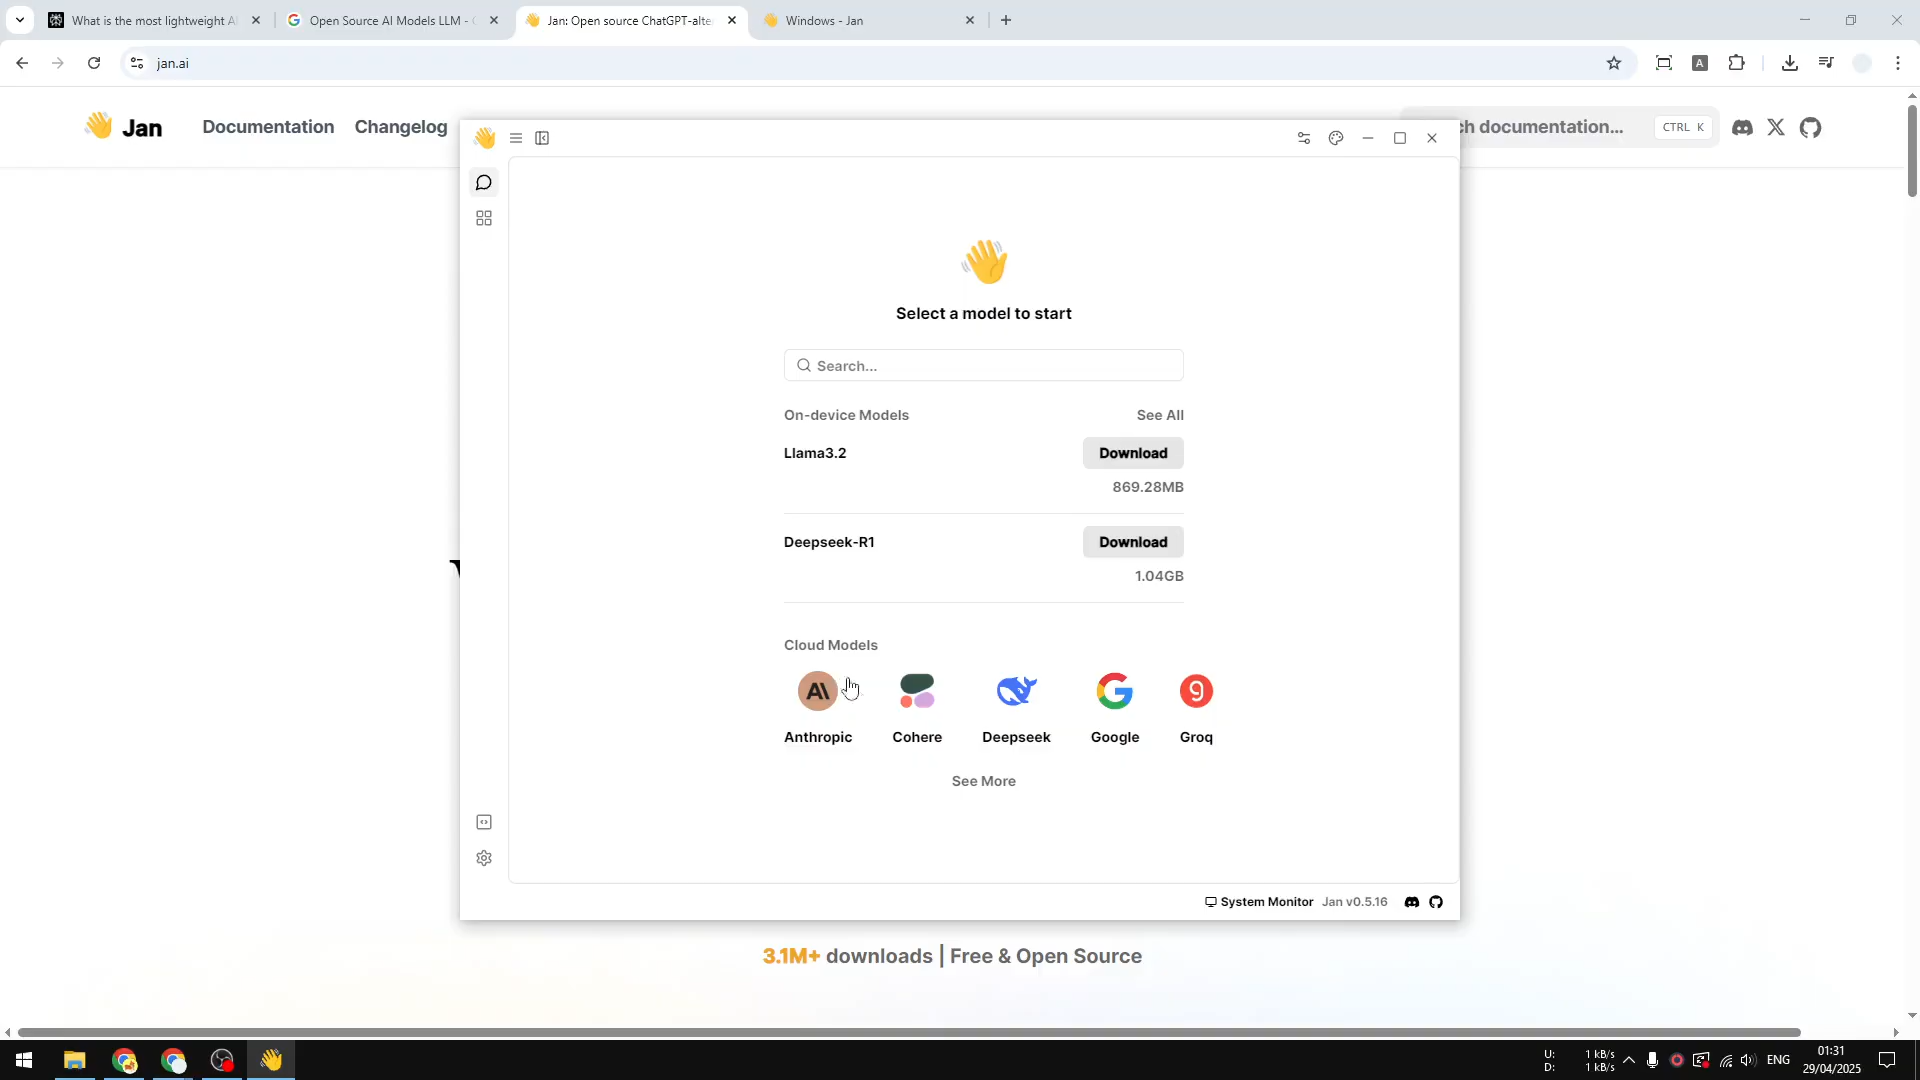 What is the most lightweight A
Open Source AI Models LLM -
Jan: Open source ChatGPT-alte
Windows - Jan
jan.ai
A
Jan
Documentation
Changelog
ch documentation...
CTRL K
Select a model to start
Search...
On-device Models
See All
Llama3.2
Download
869.28MB
Deepseek-R1
Download
1.04GB
Cloud Models
Anthropic
Cohere
Deepseek
Google
Groq
See More
System Monitor
Jan v0.5.16
3.1M+ downloads | Free & Open Source
U: 1 kB/s
D: 1 kB/s
ENG
01:31
29/04/2025